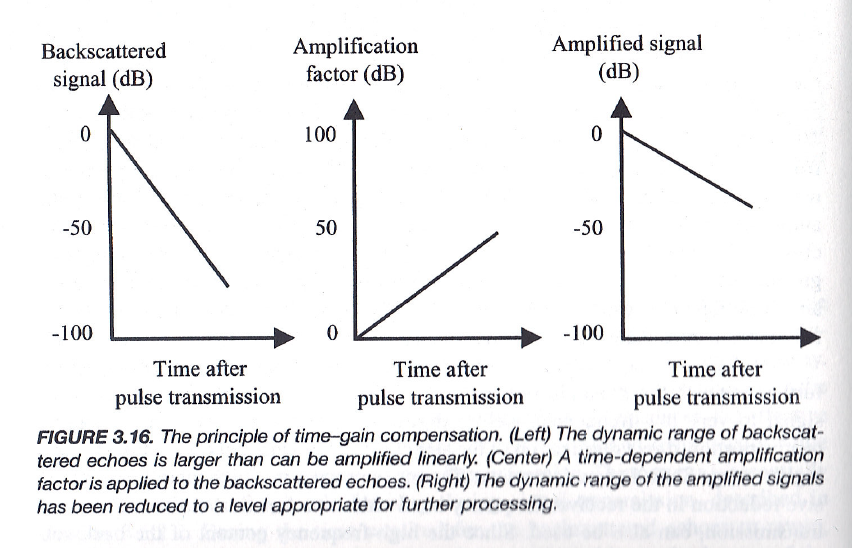 Backscattered
signal (dB)
0
-50
-100
Time after
pulse transmission
Amplification
factor (dB)
100
50
0
Time after
pulse transmission
Amplified signal
(dB)
0
-50
-100
Time after
pulse transmission
FIGURE 3.16. The principle of time–gain compensation. (Left) The dynamic range of backscat-
tered echoes is larger than can be amplified linearly. (Center) A time-dependent amplification
factor is applied to the backscattered echoes. (Right) The dynamic range of the amplified signals
has been reduced to a level appropriate for further processing.